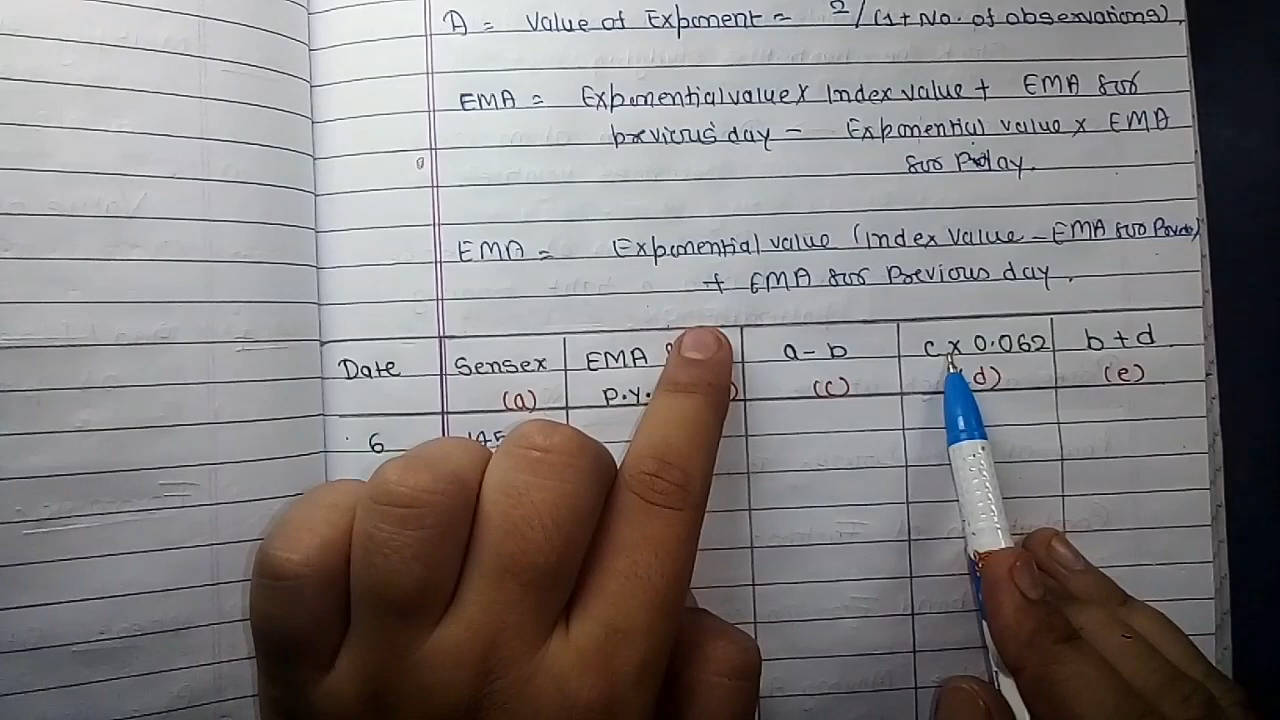 A = Value of Exponent = 2/(1+ No. of observations).
EMA = Exponential value x Index value + EMA for
previous day - Exponential value x EMA
for P.day.
EMA = Exponential value (Index value - EMA for
+ EMA for Previous day.
Date Sensex EMA a-b c x 0.062 b+d
(a) P.Y. (c) (d) (e)
6